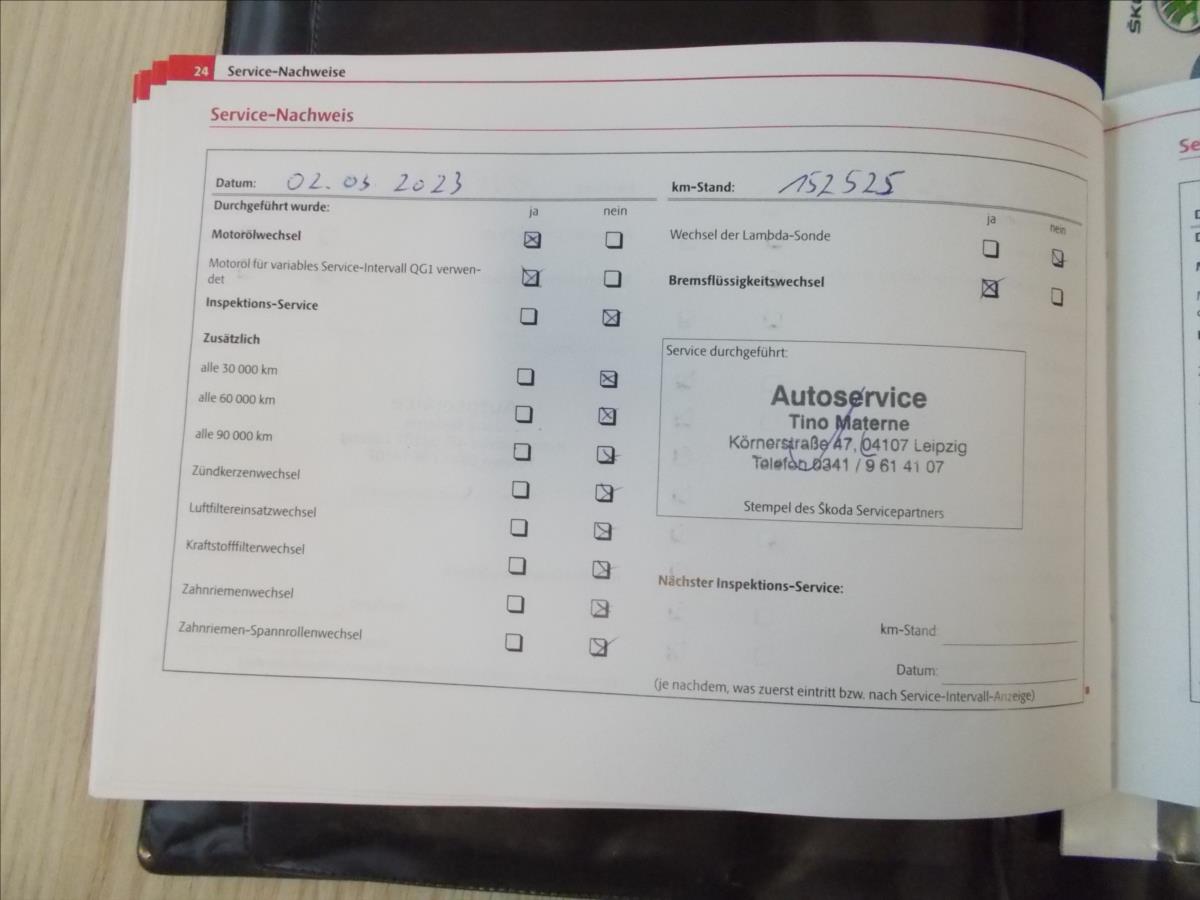 24 Service-Nachweise
Service-Nachweis
Datum: 02.03 2023
km-Stand: 152525
Durchgeführt wurde:
ja nein
Motorölwechsel
Motoröl für variables Service-Intervall QG1 verwen-
det
Inspektions-Service
Zusätzlich
alle 30 000 km
alle 60 000 km
alle 90 000 km
Zündkerzenwechsel
Luftfiltereinsatzwechsel
Kraftstofffilterwechsel
Zahnriemenwechsel
Zahnriemen-Spannrollenwechsel
ja nein
Wechsel der Lambda-Sonde
Bremsflüssigkeitswechsel
Service durchgeführt:
Autoservice
Tino Materne
Körnerstraße 47, 04107 Leipzig
Telefon 0341 / 9 61 41 07
Stempel des Škoda Servicepartners
Nächster Inspektions-Service:
km-Stand:
Datum:
(je nachdem, was zuerst eintritt bzw. nach Service-Intervall-Anzeige)
Se